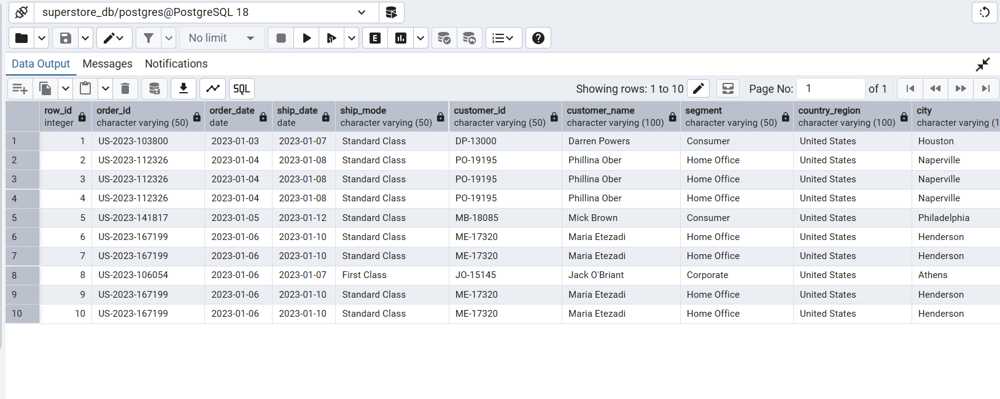 superstore_db/postgres@PostgreSQL 18
No limit
E
Data Output Messages Notifications
SQL Showing rows: 1 to 10 Page No: 1 of 1
row_id order_id order_date ship_date ship_mode customer_id customer_name segment country_region city
integer character varying (50) date date character varying (50) character varying (50) character varying (100) character varying (50) character varying (100) character varying (1
1 1 US-2023-103800 2023-01-03 2023-01-07 Standard Class DP-13000 Darren Powers Consumer United States Houston
2 2 US-2023-112326 2023-01-04 2023-01-08 Standard Class PO-19195 Phillina Ober Home Office United States Naperville
3 3 US-2023-112326 2023-01-04 2023-01-08 Standard Class PO-19195 Phillina Ober Home Office United States Naperville
4 4 US-2023-112326 2023-01-04 2023-01-08 Standard Class PO-19195 Phillina Ober Home Office United States Naperville
5 5 US-2023-141817 2023-01-05 2023-01-12 Standard Class MB-18085 Mick Brown Consumer United States Philadelphia
6 6 US-2023-167199 2023-01-06 2023-01-10 Standard Class ME-17320 Maria Etezadi Home Office United States Henderson
7 7 US-2023-167199 2023-01-06 2023-01-10 Standard Class ME-17320 Maria Etezadi Home Office United States Henderson
8 8 US-2023-106054 2023-01-06 2023-01-07 First Class JO-15145 Jack O'Briant Corporate United States Athens
9 9 US-2023-167199 2023-01-06 2023-01-10 Standard Class ME-17320 Maria Etezadi Home Office United States Henderson
10 10 US-2023-167199 2023-01-06 2023-01-10 Standard Class ME-17320 Maria Etezadi Home Office United States Henderson